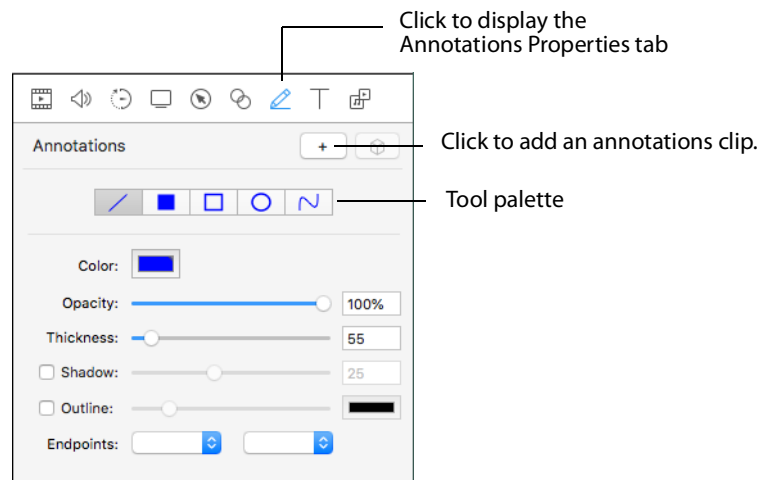 Click to display the
Annotations Properties tab
Annotations
+
Click to add an annotations clip.
Tool palette
Color:
Opacity:
100%
Thickness:
55
Shadow:
25
Outline:
Endpoints: